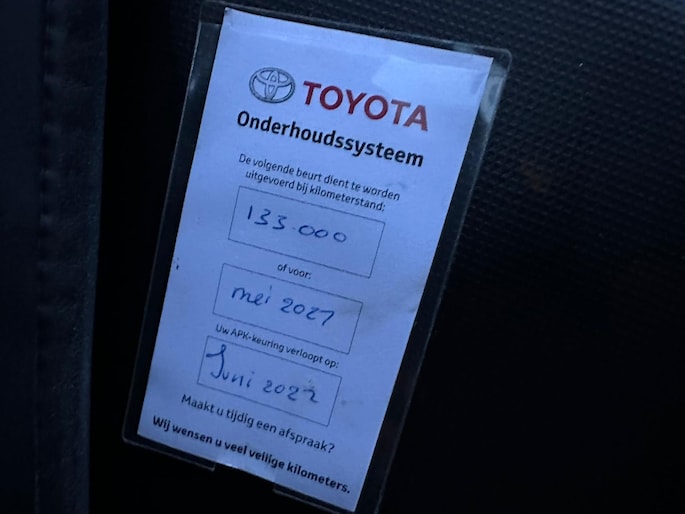 TOYOTA
Onderhoudssysteem
De volgende beurt dient te worden
uitgevoerd bij kilometerstand:
133.000
of voor:
mei 2021
Uw APK-keuring verloopt op:
Juni 2022
Maakt u tijdig een afspraak?
Wij wensen u veel veilige kilometers.